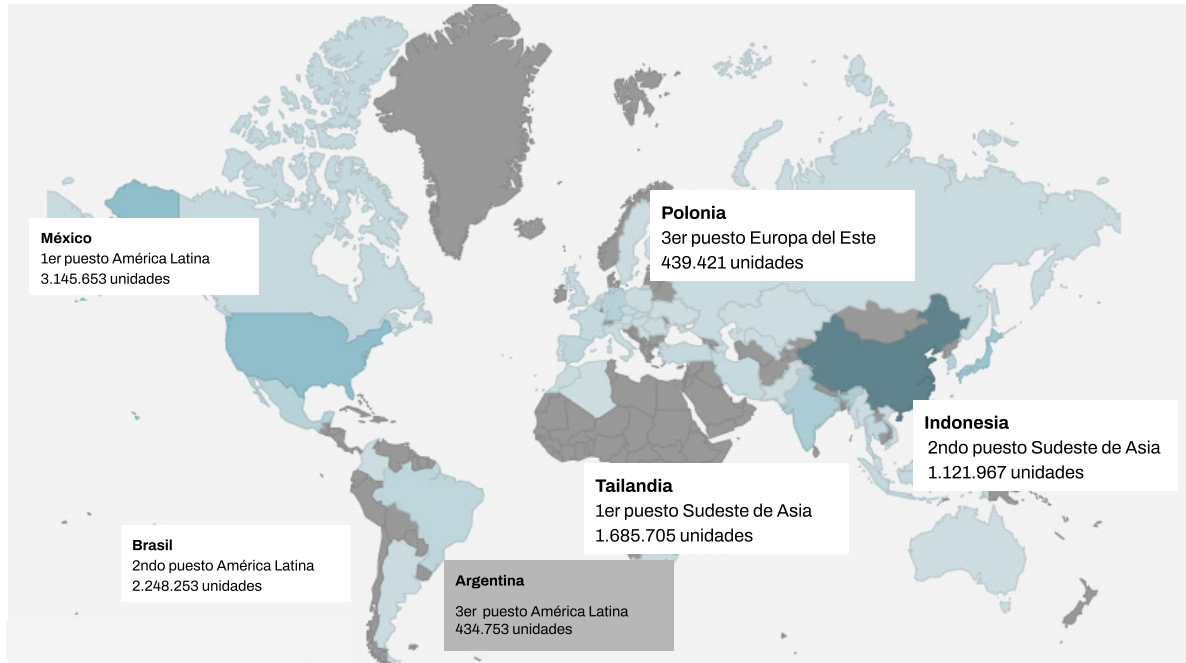 Polonia
3er puesto Europa del Este
439.421 unidades
México
1er puesto América Latina
3.145.653 unidades
Indonesia
2ndo puesto Sudeste de Asia
1.121.967 unidades
Tailandia
1er puesto Sudeste de Asia
1.685.705 unidades
Brasil
2ndo puesto América Latina
2.248.253 unidades
Argentina
3er puesto América Latina
434.753 unidades